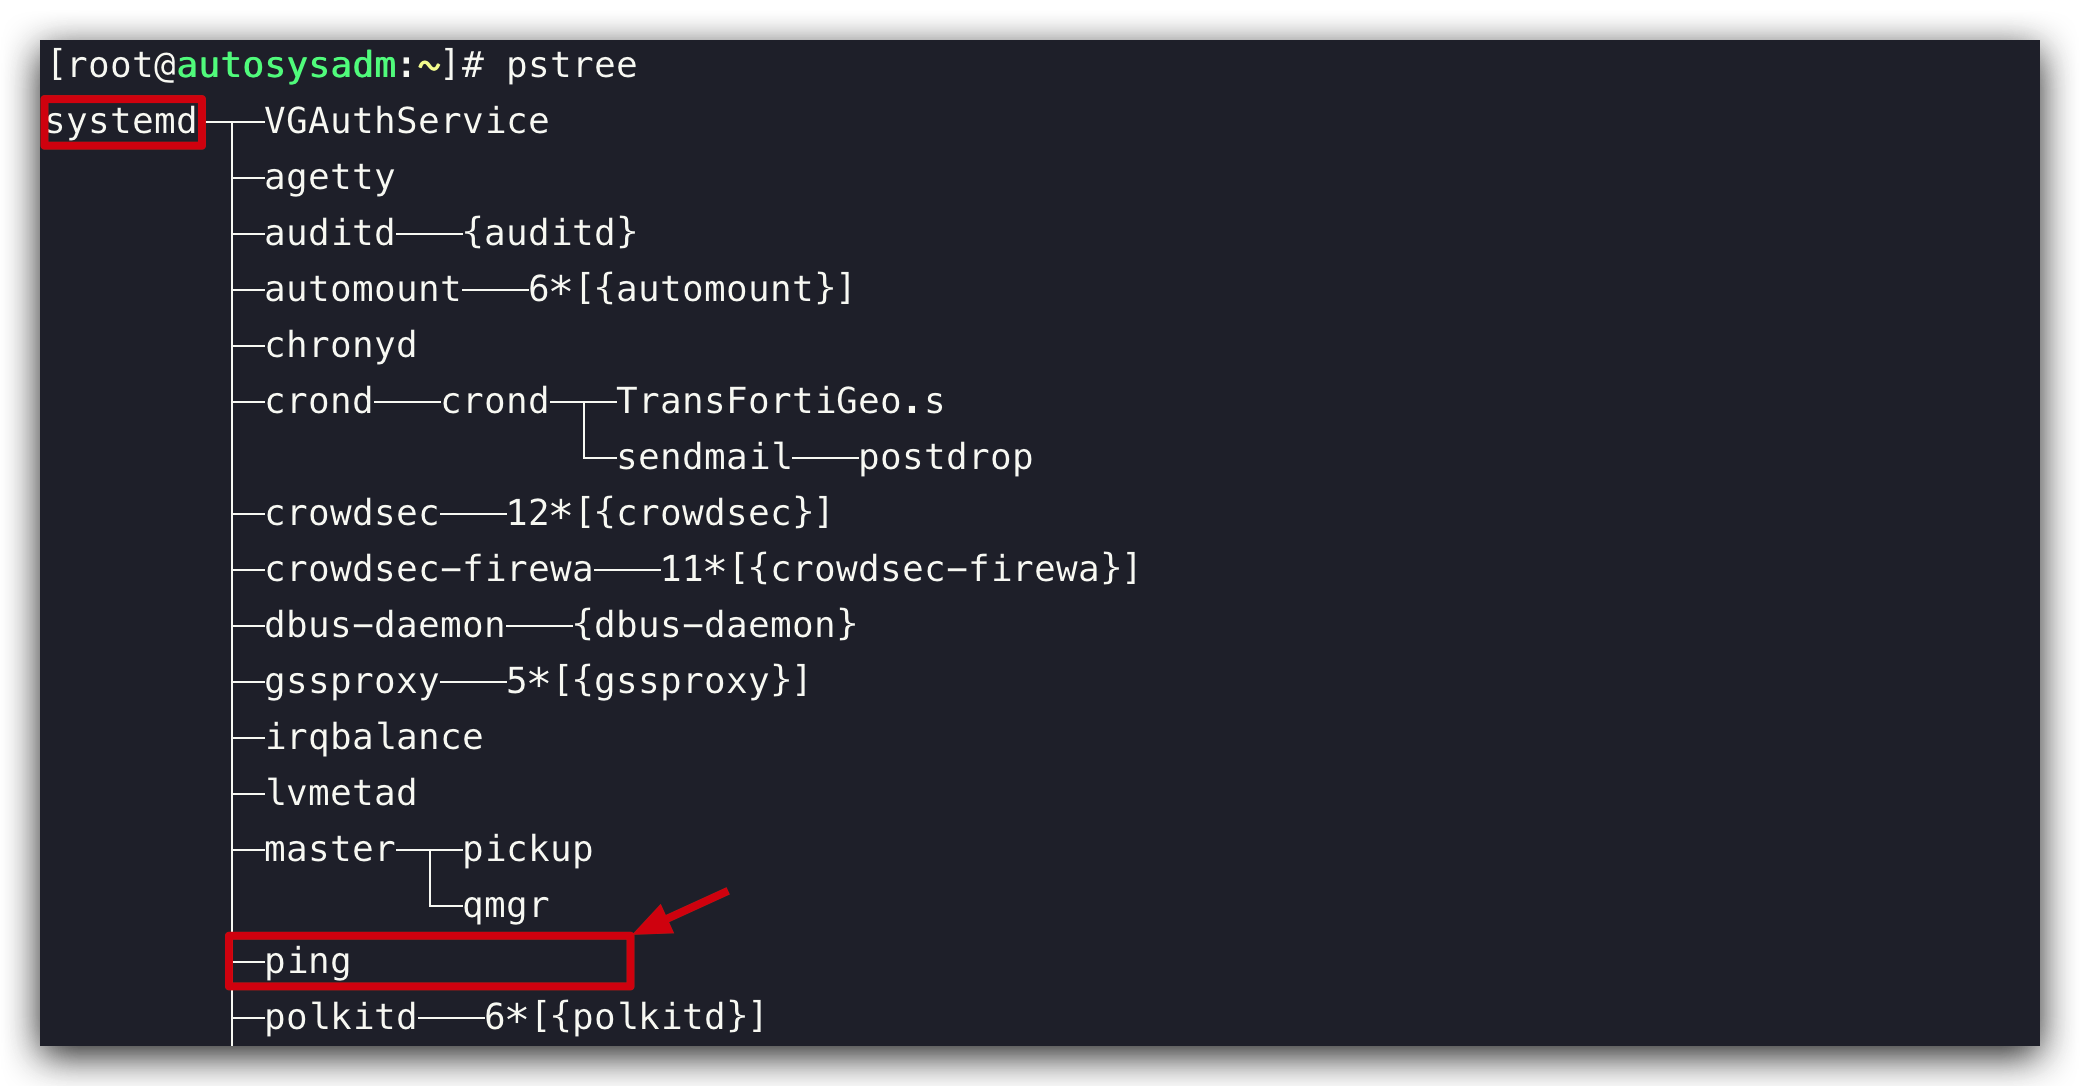 [root@autosysadm:~]# pstree
systemd─┬─VGAuthService
        ├─agetty
        ├─auditd───{auditd}
        ├─automount───6*[{automount}]
        ├─chronyd
        ├─crond───crond─┬─TransFortiGeo.s
        │               └─sendmail───postdrop
        ├─crowdsec───12*[{crowdsec}]
        ├─crowdsec-firewa───11*[{crowdsec-firewa}]
        ├─dbus-daemon───{dbus-daemon}
        ├─gssproxy───5*[{gssproxy}]
        ├─irqbalance
        ├─lvmetad
        ├─master─┬─pickup
        │        └─qmgr
        ├─ping
        ├─polkitd───6*[{polkitd}]